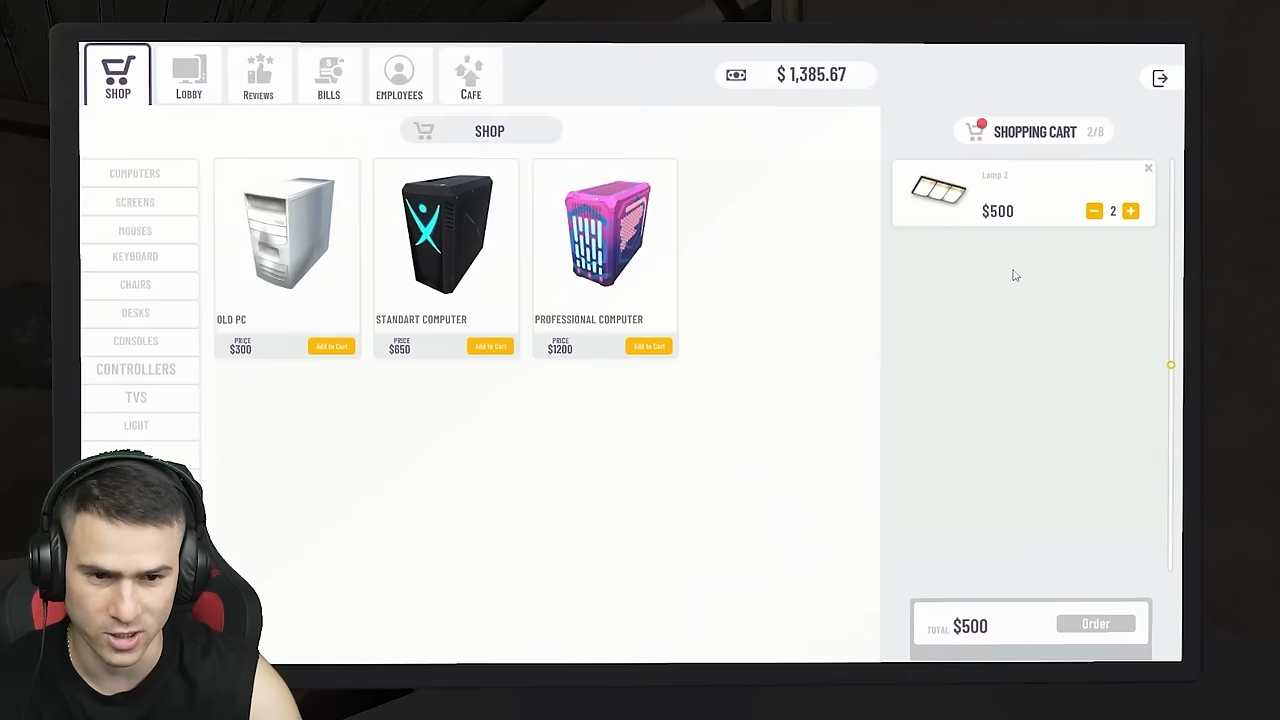 SHOP
LOBBY
REVIEWS
BILLS
EMPLOYEES
CAFE
$ 1,385.67
SHOP
SHOPPING CART 2/8
COMPUTERS
SCREENS
MOUSES
KEYBOARD
CHAIRS
DESKS
CONSOLES
CONTROLLERS
TVS
LIGHT
OLD PC
PRICE
$300
Add to Cart
STANDART COMPUTER
PRICE
$650
Add to Cart
PROFESSIONAL COMPUTER
PRICE
$1200
Add to Cart
Lamp 2
$500
2
TOTAL $500
Order